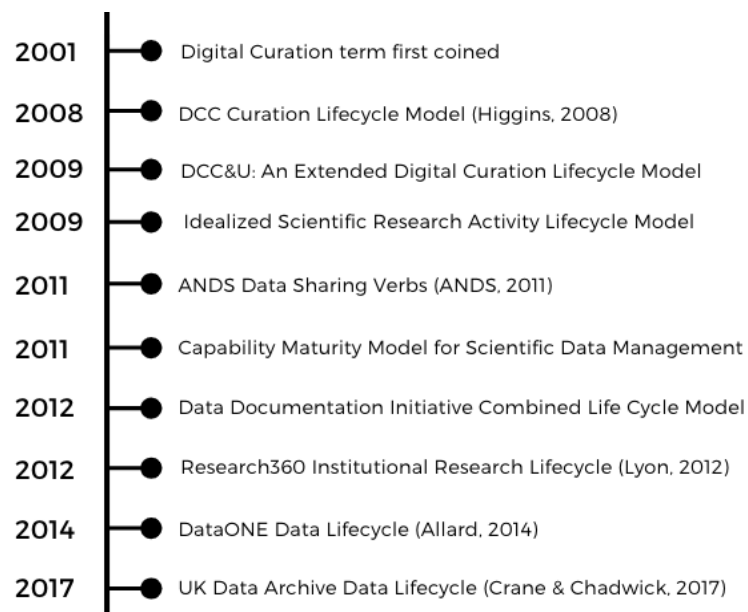 2001 Digital Curation term first coined
2008 DCC Curation Lifecycle Model (Higgins, 2008)
2009 DCC&U: An Extended Digital Curation Lifecycle Model
2009 Idealized Scientific Research Activity Lifecycle Model
2011 ANDS Data Sharing Verbs (ANDS, 2011)
2011 Capability Maturity Model for Scientific Data Management
2012 Data Documentation Initiative Combined Life Cycle Model
2012 Research360 Institutional Research Lifecycle (Lyon, 2012)
2014 DataONE Data Lifecycle (Allard, 2014)
2017 UK Data Archive Data Lifecycle (Crane & Chadwick, 2017)